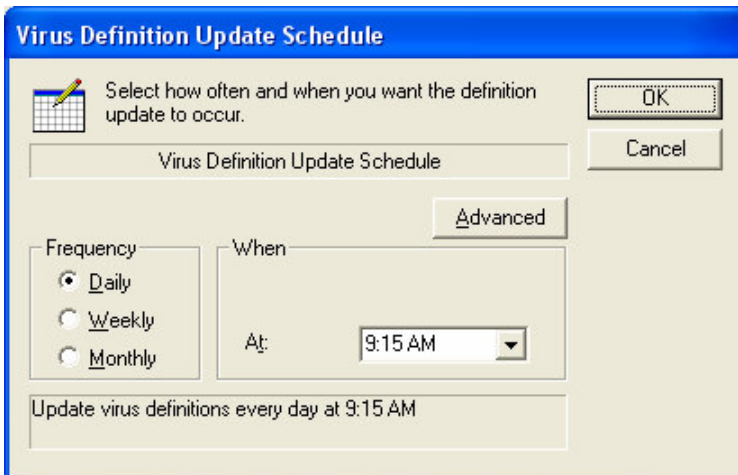 Virus Definition Update Schedule
Select how often and when you want the definition
update to occur.
OK
Cancel
Virus Definition Update Schedule
Advanced
Frequency
Daily
Weekly
Monthly
When
At:
9:15 AM
Update virus definitions every day at 9:15 AM